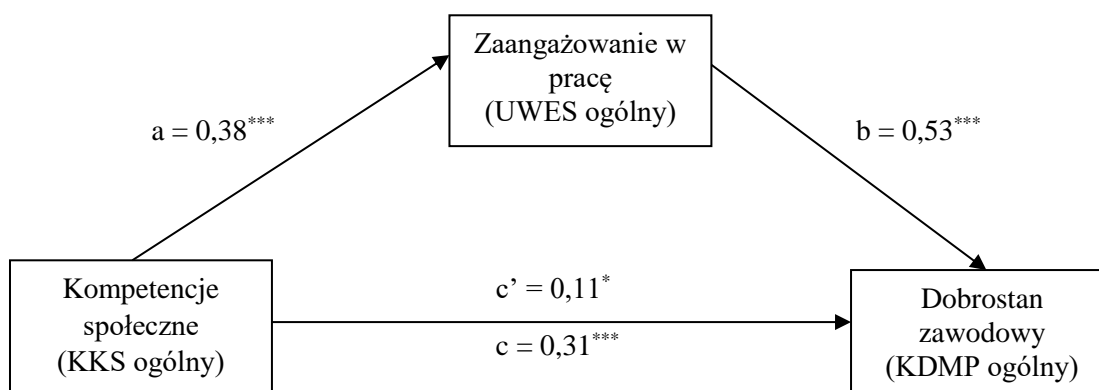 Zaangażowanie w
pracę
(UWES ogólny)
a = 0,38***
b = 0,53***
Kompetencje
społeczne
(KKS ogólny)
c’ = 0,11*
c = 0,31***
Dobrostan
zawodowy
(KDMP ogólny)